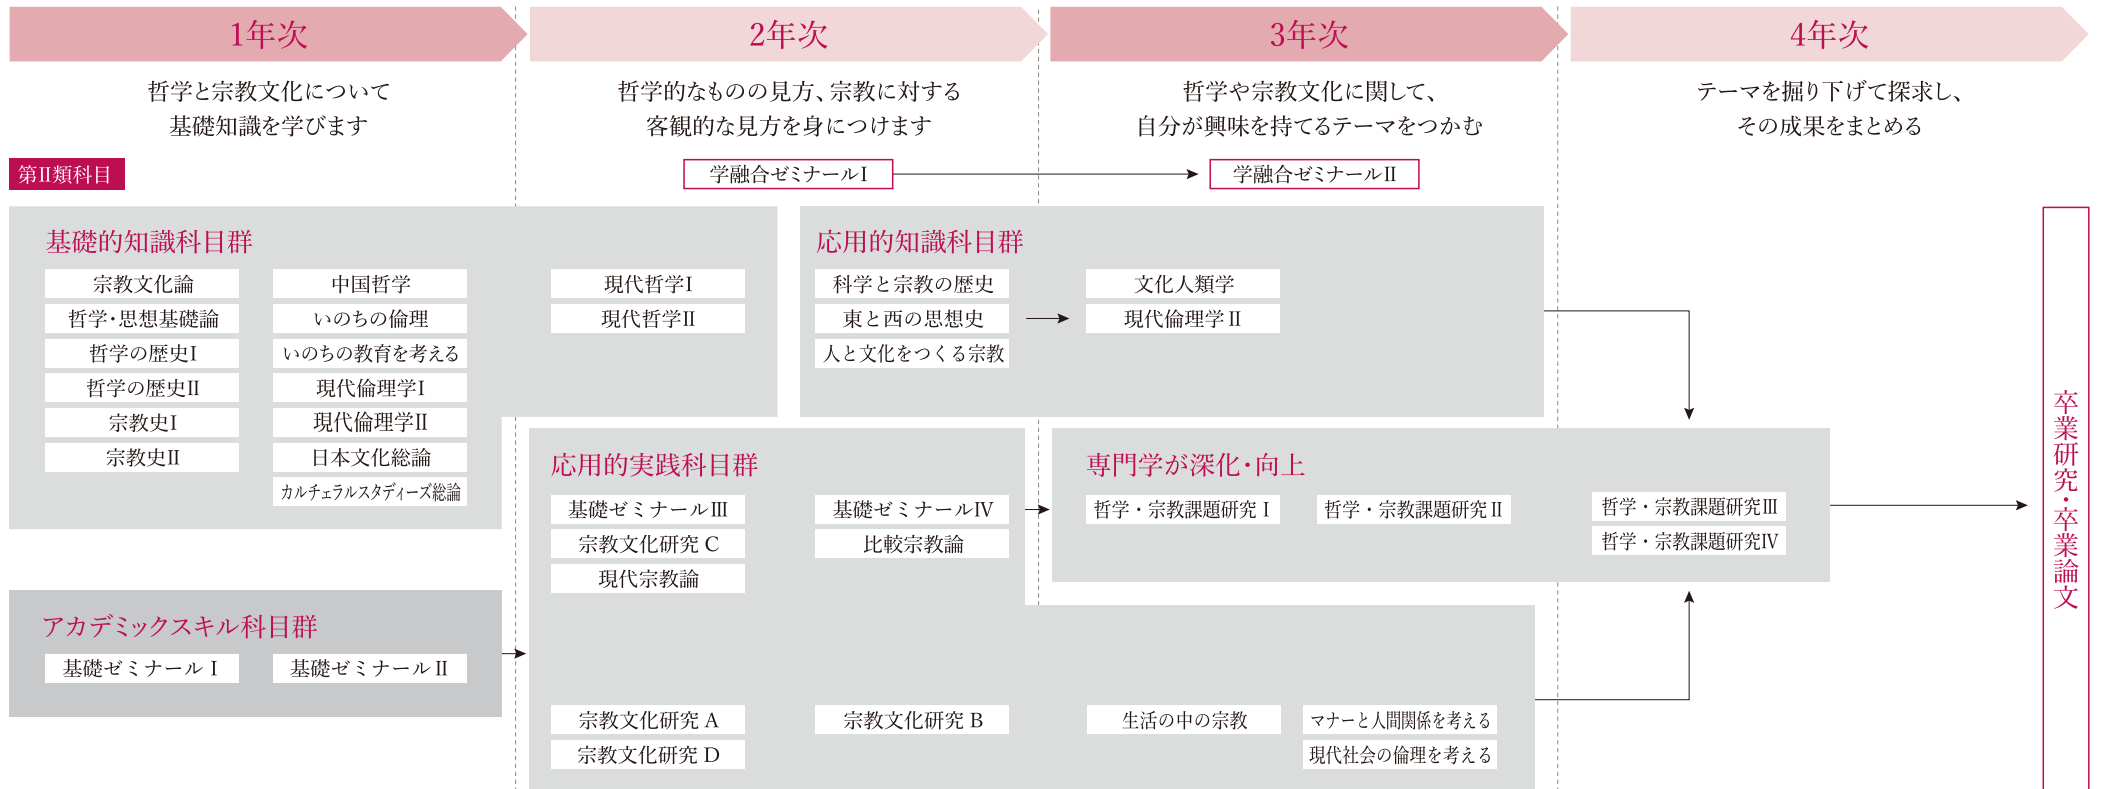 1年次
2年次
3年次
4年次
哲学と宗教文化について
基礎知識を学びます
哲学的なものの見方、宗教に対する
客観的な見方を身につけます
哲学や宗教文化に関して、
自分が興味を持てるテーマをつかむ
テーマを掘り下げて探求し、
その成果をまとめる
第II類科目
学融合ゼミナールI
学融合ゼミナールII
基礎的知識科目群
宗教文化論
哲学・思想基礎論
哲学の歴史I
哲学の歴史II
宗教史I
宗教史II
中国哲学
いのちの倫理
いのちの教育を考える
現代倫理学I
現代倫理学II
日本文化総論
カルチェラルスタディーズ総論
現代哲学I
現代哲学II
応用的知識科目群
科学と宗教の歴史
東と西の思想史
人と文化をつくる宗教
文化人類学
現代倫理学 II
アカデミックスキル科目群
基礎ゼミナール I
基礎ゼミナール II
応用的実践科目群
基礎ゼミナールIII
宗教文化研究 C
現代宗教論
基礎ゼミナールIV
比較宗教論
宗教文化研究 A
宗教文化研究 D
宗教文化研究 B
生活の中の宗教
マナーと人間関係を考える
現代社会の倫理を考える
専門学が深化・向上
哲学・宗教課題研究 I
哲学・宗教課題研究 II
哲学・宗教課題研究III
哲学・宗教課題研究IV
卒業研究・卒業論文